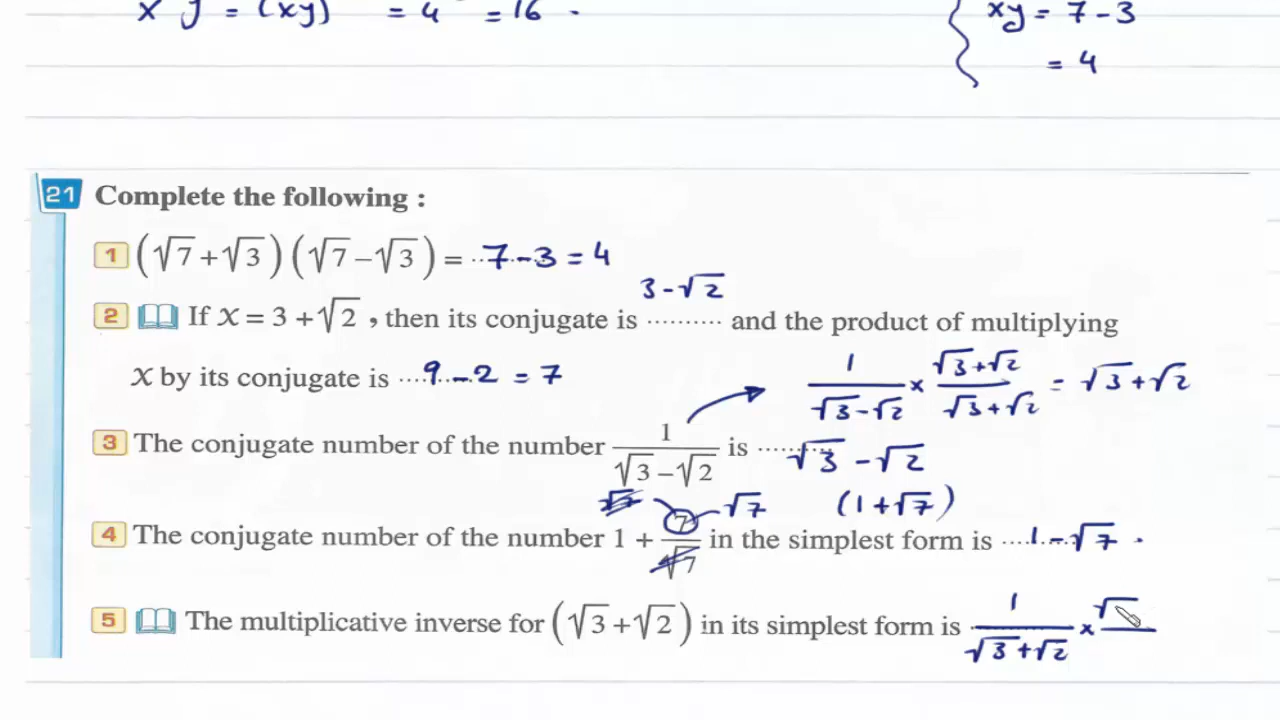 x y = (xy) = 4 = 16 .
xy = 7 - 3
= 4
21 Complete the following :
1 (√7 + √3) (√7 - √3) = 7 - 3 = 4
3 - √2
2 If x = 3 + √2 , then its conjugate is .......... and the product of multiplying
x by its conjugate is .... 9 - 2 = 7
1/(√3 - √2) × (√3 + √2)/(√3 + √2) = √3 + √2
3 The conjugate number of the number 1/(√3 - √2) is ........ √3 - √2
√7 (1 + √7)
4 The conjugate number of the number 1 + 7/√7 in the simplest form is .... 1 - √7 .
5 The multiplicative inverse for (√3 + √2) in its simplest form is 1/(√3 + √2) × √